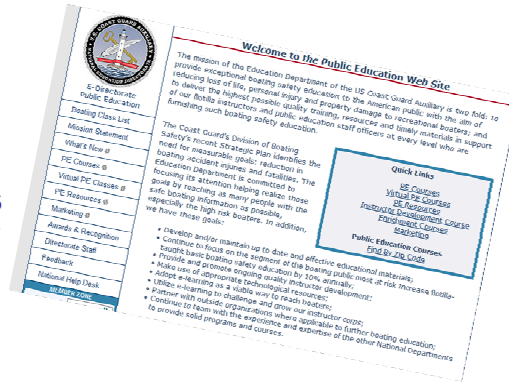 U.S. COAST GUARD AUXILIARY
E-Directorate
Public Education
Boating Class List
Mission Statement
What's New @
PE Courses @
Virtual PE Classes @
PE Resources @
Marketing @
Awards & Recognition
Directorate Staff
Feedback
National Help Desk
MEMBER ZONE
Welcome to the Public Education Web Site
The mission of the Education Department of the US Coast Guard Auxiliary is two fold: to
provide exceptional boating safety education to the American public with the aim of
reducing loss of life, personal injury and property damage to recreational boaters; and
to deliver the highest possible quality training, resources and timely materials in support
of our flotilla instructors and public education staff officers at every level who are
furnishing such boating safety education.
The Coast Guard's Division of Boating
Safety's recent Strategic Plan identifies the
need for measurable goals: reduction in
boating accident injuries and fatalities. The
Education Department is committed to
focusing its attention helping realize those
goals by reaching as many people with the
safe boating information as possible,
especially the high risk boaters. In addition,
we have those goals:
Quick Links
PE Courses
Virtual PE Courses
PE Resources
Instructor Development Course
Enrichment Courses
Marketing
Public Education Courses
Find By Zip Code
• Develop and/or maintain up to date and effective educational materials;
• Continue to focus on the segment of the boating public most at risk Increase flotilla-
taught basic boating safety education by 10% annually;
• Provide and promote ongoing quality instructor development;
• Make use of appropriate technological resources;
• Adopt e-learning as a viable way to reach boaters;
• Utilize e-learning to challenge and grow our instructor corps;
• Partner with outside organizations where applicable to further boating education;
• Continue to team with the experience and expertise of the other National Departments
to provide solid programs and courses.